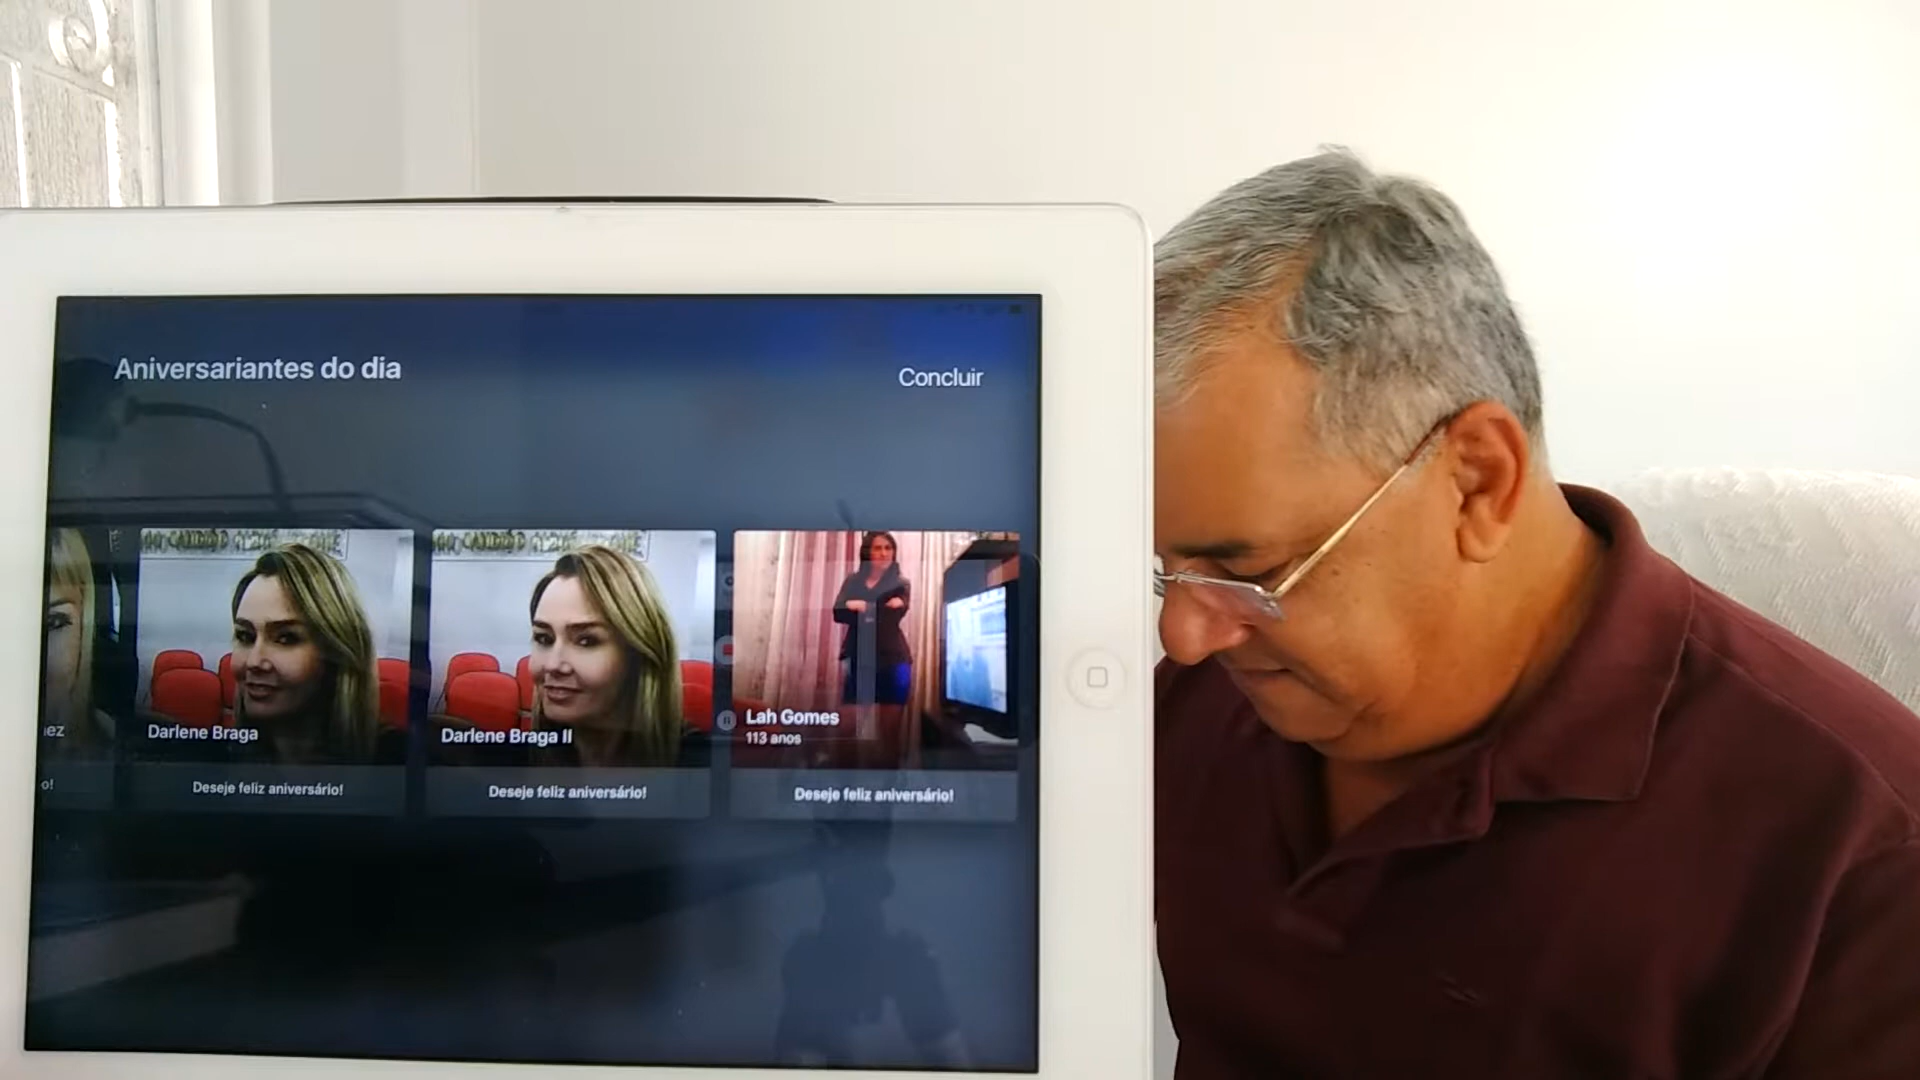 Aniversariantes do dia
Concluir
ez
Darlene Braga
Darlene Braga II
Lah Gomes
113 anos
o!
Deseje feliz aniversário!
Deseje feliz aniversário!
Deseje feliz aniversário!